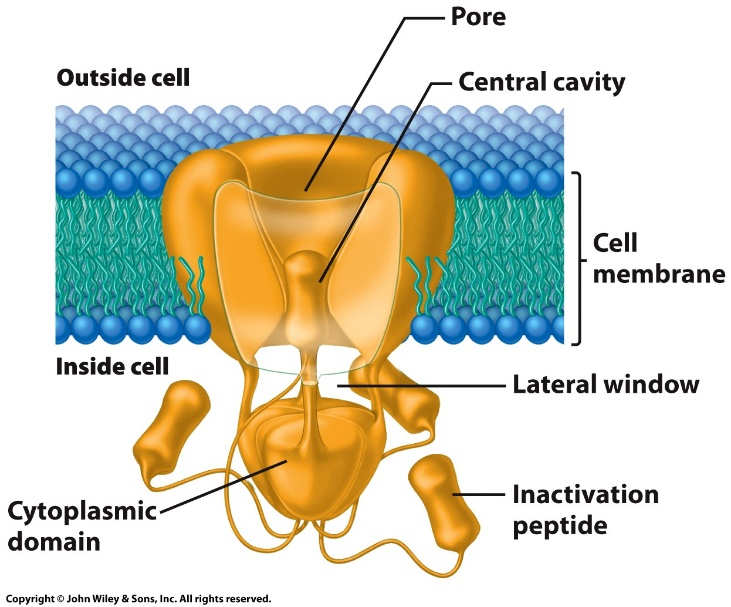 Pore
Outside cell
Central cavity
Cell
membrane
Inside cell
Lateral window
Cytoplasmic
domain
Inactivation
peptide
Copyright © John Wiley & Sons, Inc. All rights reserved.